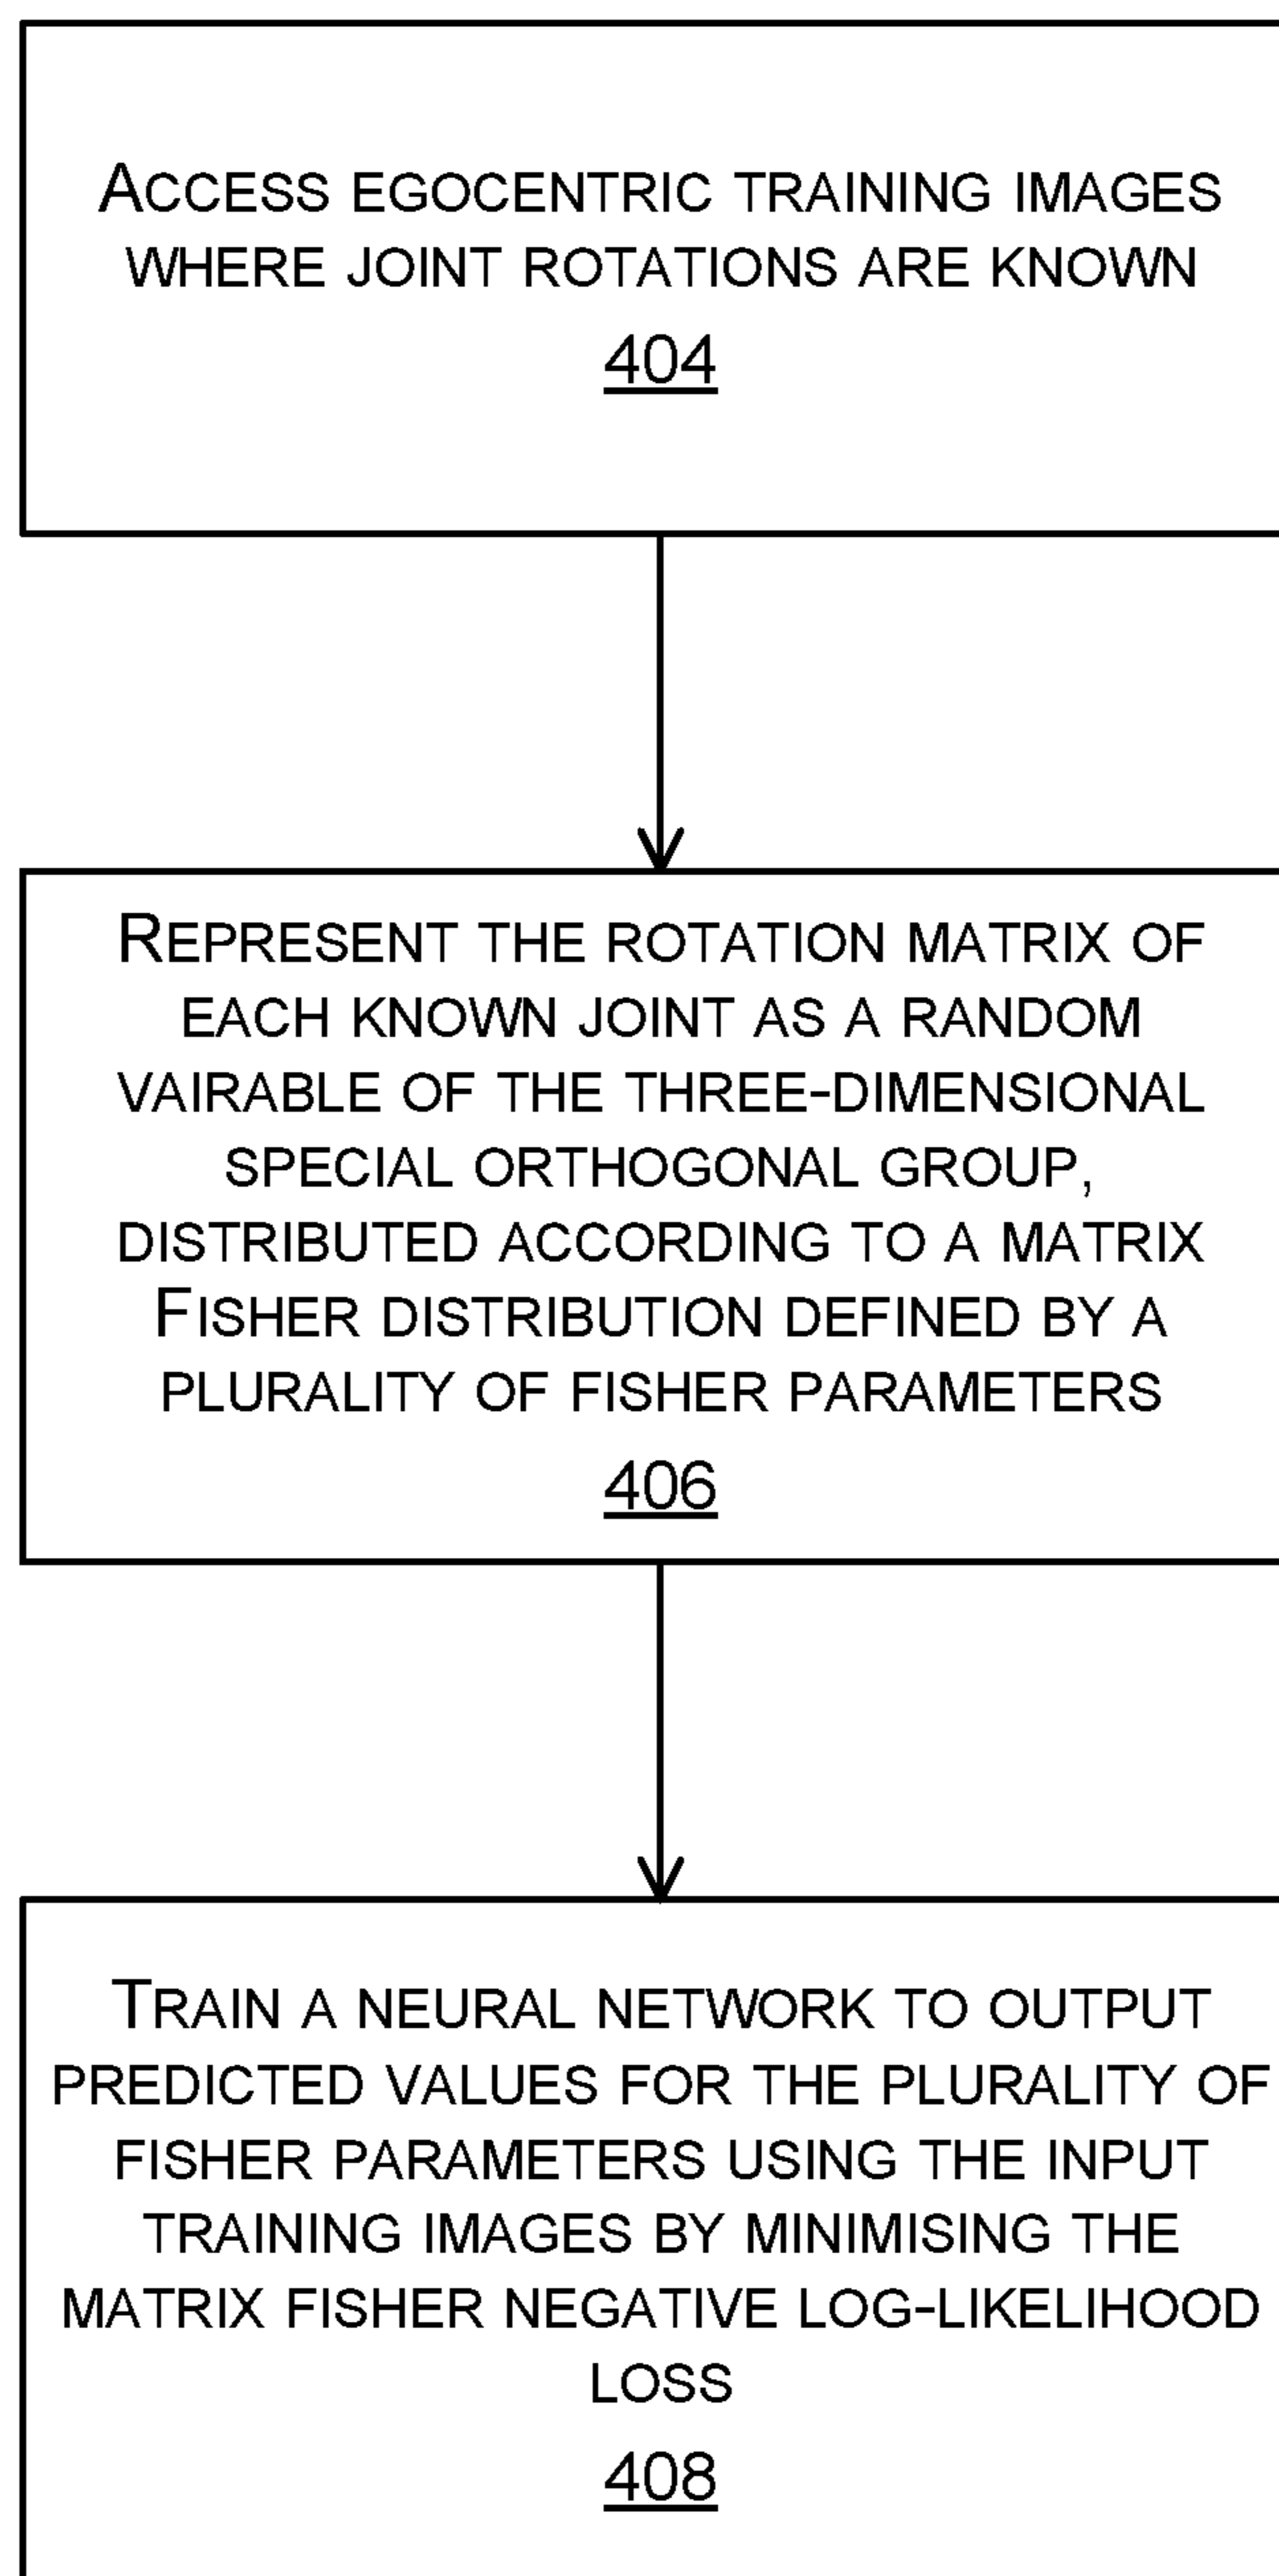 Access egocentric training images
where joint rotations are known
404
Represent the rotation matrix of
each known joint as a random
vairable of the three-dimensional
special orthogonal group,
distributed according to a matrix
Fisher distribution defined by a
plurality of fisher parameters
406
Train a neural network to output
predicted values for the plurality of
fisher parameters using the input
training images by minimising the
matrix fisher negative log-likelihood
loss
408